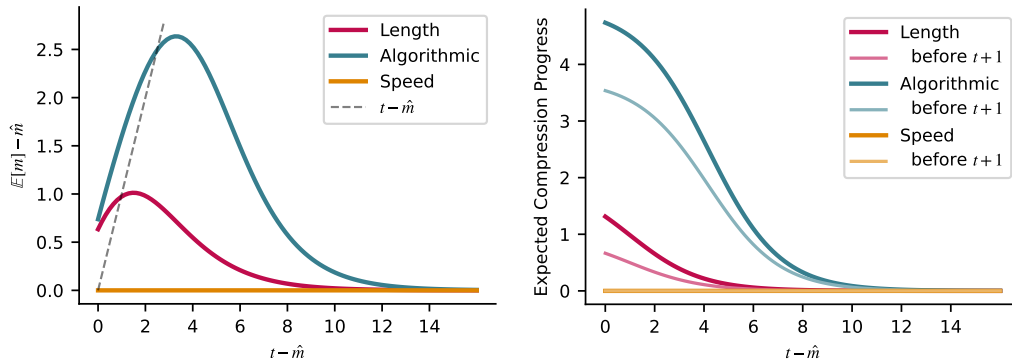 𝔼[m] − m̂
2.5
2.0
1.5
1.0
0.5
0.0
0 2 4 6 8 10 12 14
t − m̂
Length
Algorithmic
Speed
t − m̂
Expected Compression Progress
4
3
2
1
0
0 2 4 6 8 10 12 14
t − m̂
Length
before t + 1
Algorithmic
before t + 1
Speed
before t + 1